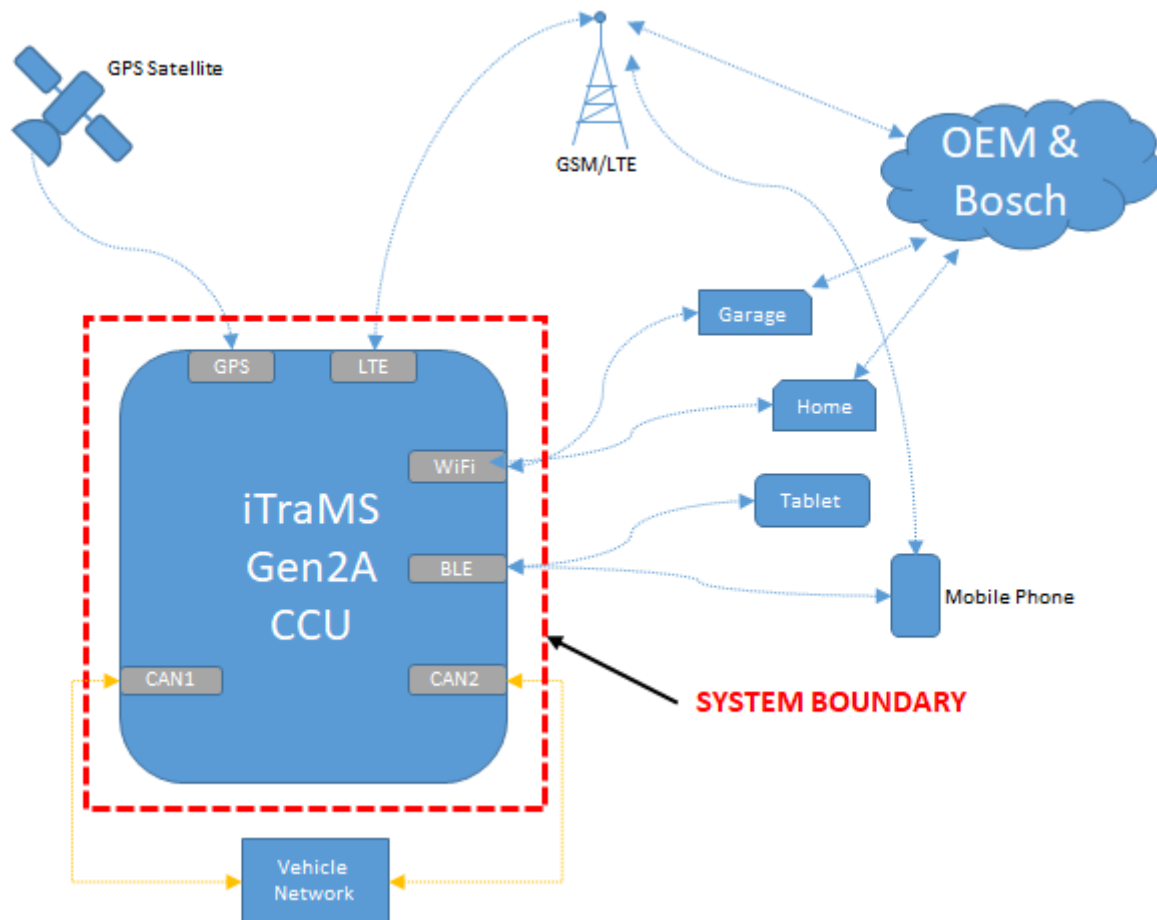 GPS Satellite
GSM/LTE
OEM &
Bosch
Garage
GPS
LTE
Home
WiFi
Tablet
iTraMS
Gen2A
CCU
BLE
Mobile Phone
CAN1
CAN2
SYSTEM BOUNDARY
Vehicle
Network